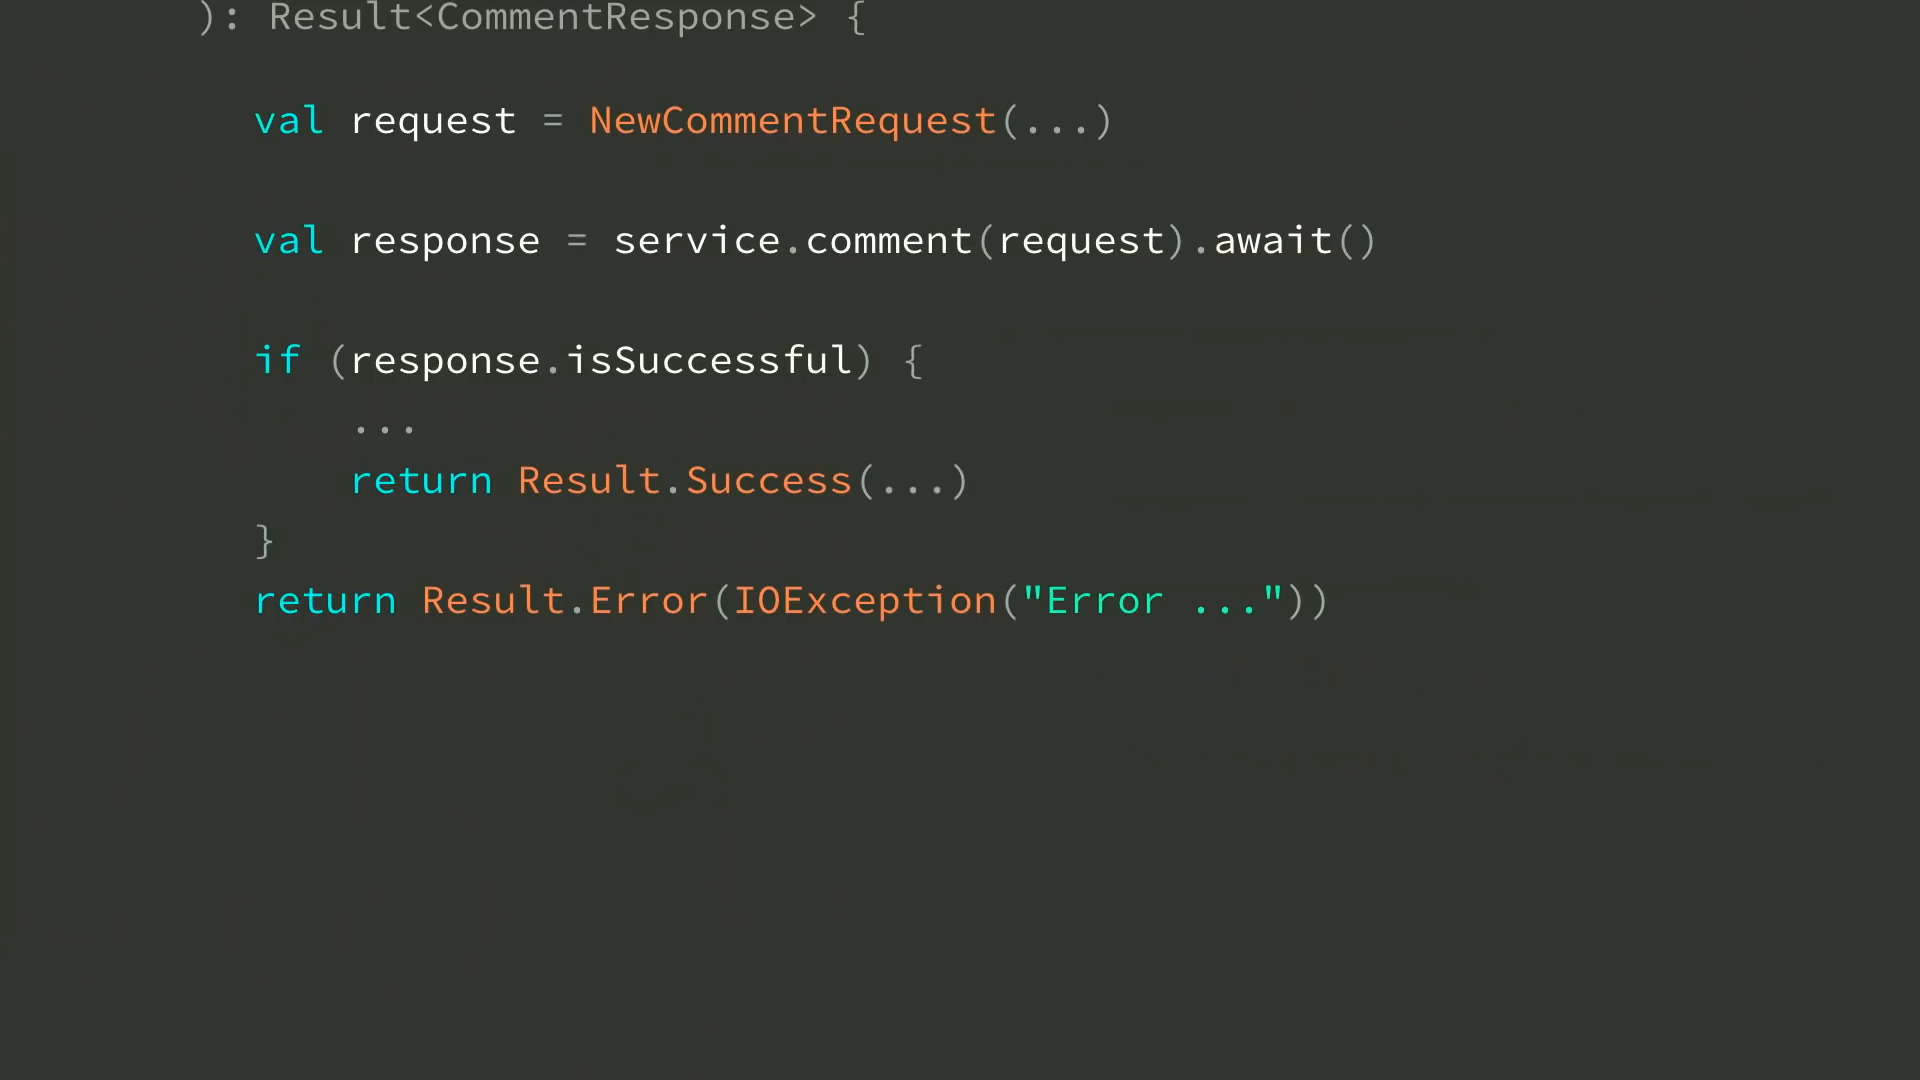 ): Result<CommentResponse> {
val request = NewCommentRequest(...)
val response = service.comment(request).await()
if (response.isSuccessful) {
...
return Result.Success(...)
}
return Result.Error(IOException("Error ..."))